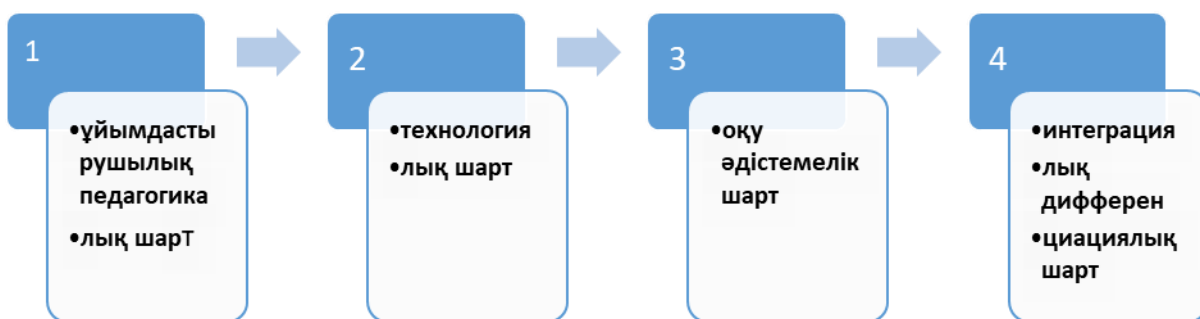 1
•ұйымдасты
рушылық
педагогика
•лық шарТ
2
•технология
•лық шарт
3
•оқу
әдістемелік
шарт
4
•интеграция
•лық
дифферен
•циациялық
шарт